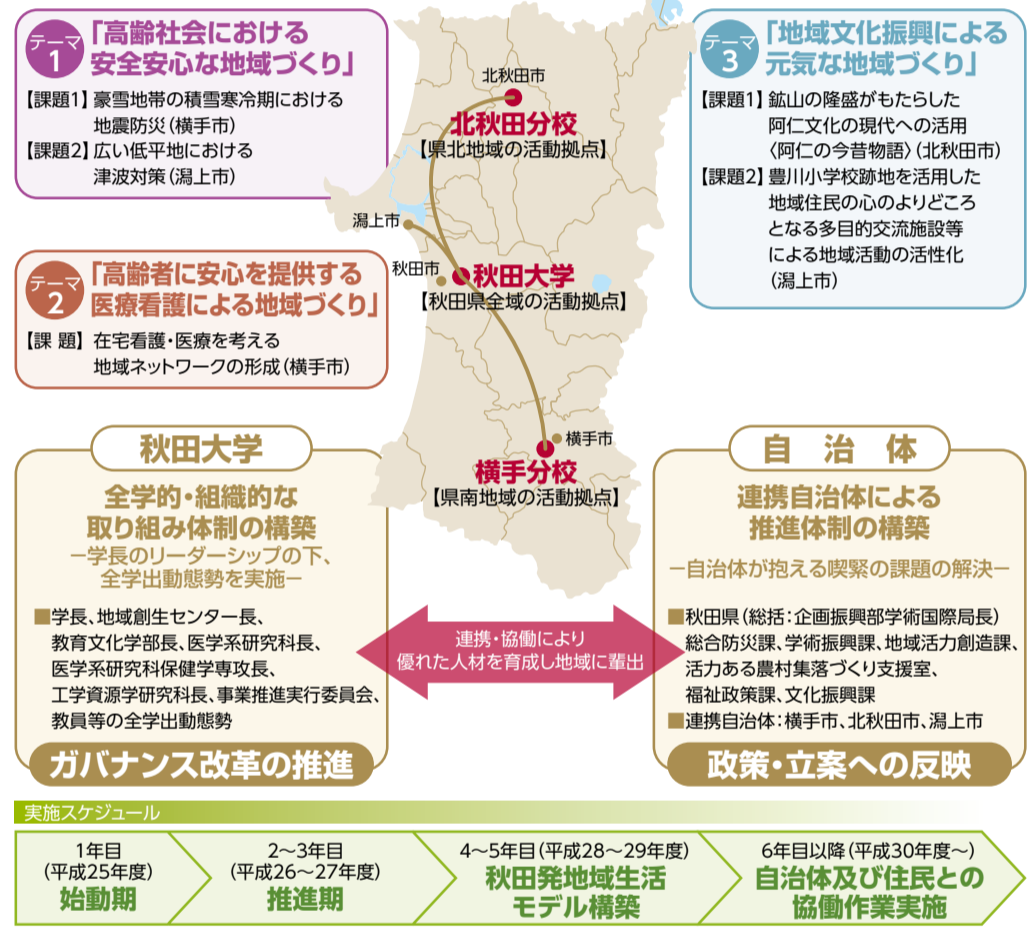 テーマ
1
「高齢社会における
安全安心な地域づくり」
【課題1】豪雪地帯の積雪寒冷期における
地震防災（横手市）
【課題2】広い低平地における
津波対策（潟上市）
テーマ
2
「高齢者に安心を提供する
医療看護による地域づくり」
【課 題】在宅看護・医療を考える
地域ネットワークの形成（横手市）
北秋田市
北秋田分校
【県北地域の活動拠点】
潟上市
秋田市
秋田大学
【秋田県全域の活動拠点】
横手市
横手分校
【県南地域の活動拠点】
テーマ
3
「地域文化振興による
元気な地域づくり」
【課題1】鉱山の隆盛がもたらした
阿仁文化の現代への活用
〈阿仁の今昔物語〉（北秋田市）
【課題2】豊川小学校跡地を活用した
地域住民の心のよりどころ
となる多目的交流施設等
による地域活動の活性化
（潟上市）
秋田大学
全学的・組織的な
取り組み体制の構築
－学長のリーダーシップの下、
全学出動態勢を実施－
■学長、地域創生センター長、
教育文化学部長、医学系研究科長、
医学系研究科保健学専攻長、
工学資源学研究科長、事業推進実行委員会、
教員等の全学出動態勢
ガバナンス改革の推進
連携・協働により
優れた人材を育成し地域に輩出
自 治 体
連携自治体による
推進体制の構築
－自治体が抱える喫緊の課題の解決－
■秋田県（総括：企画振興部学術国際局長）
総合防災課、学術振興課、地域活力創造課、
活力ある農村集落づくり支援室、
福祉政策課、文化振興課
■連携自治体：横手市、北秋田市、潟上市
政策・立案への反映
実施スケジュール
1年目
（平成25年度）
始動期
2～3年目
（平成26～27年度）
推進期
4～5年目（平成28～29年度）
秋田発地域生活
モデル構築
6年目以降（平成30年度～）
自治体及び住民との
協働作業実施